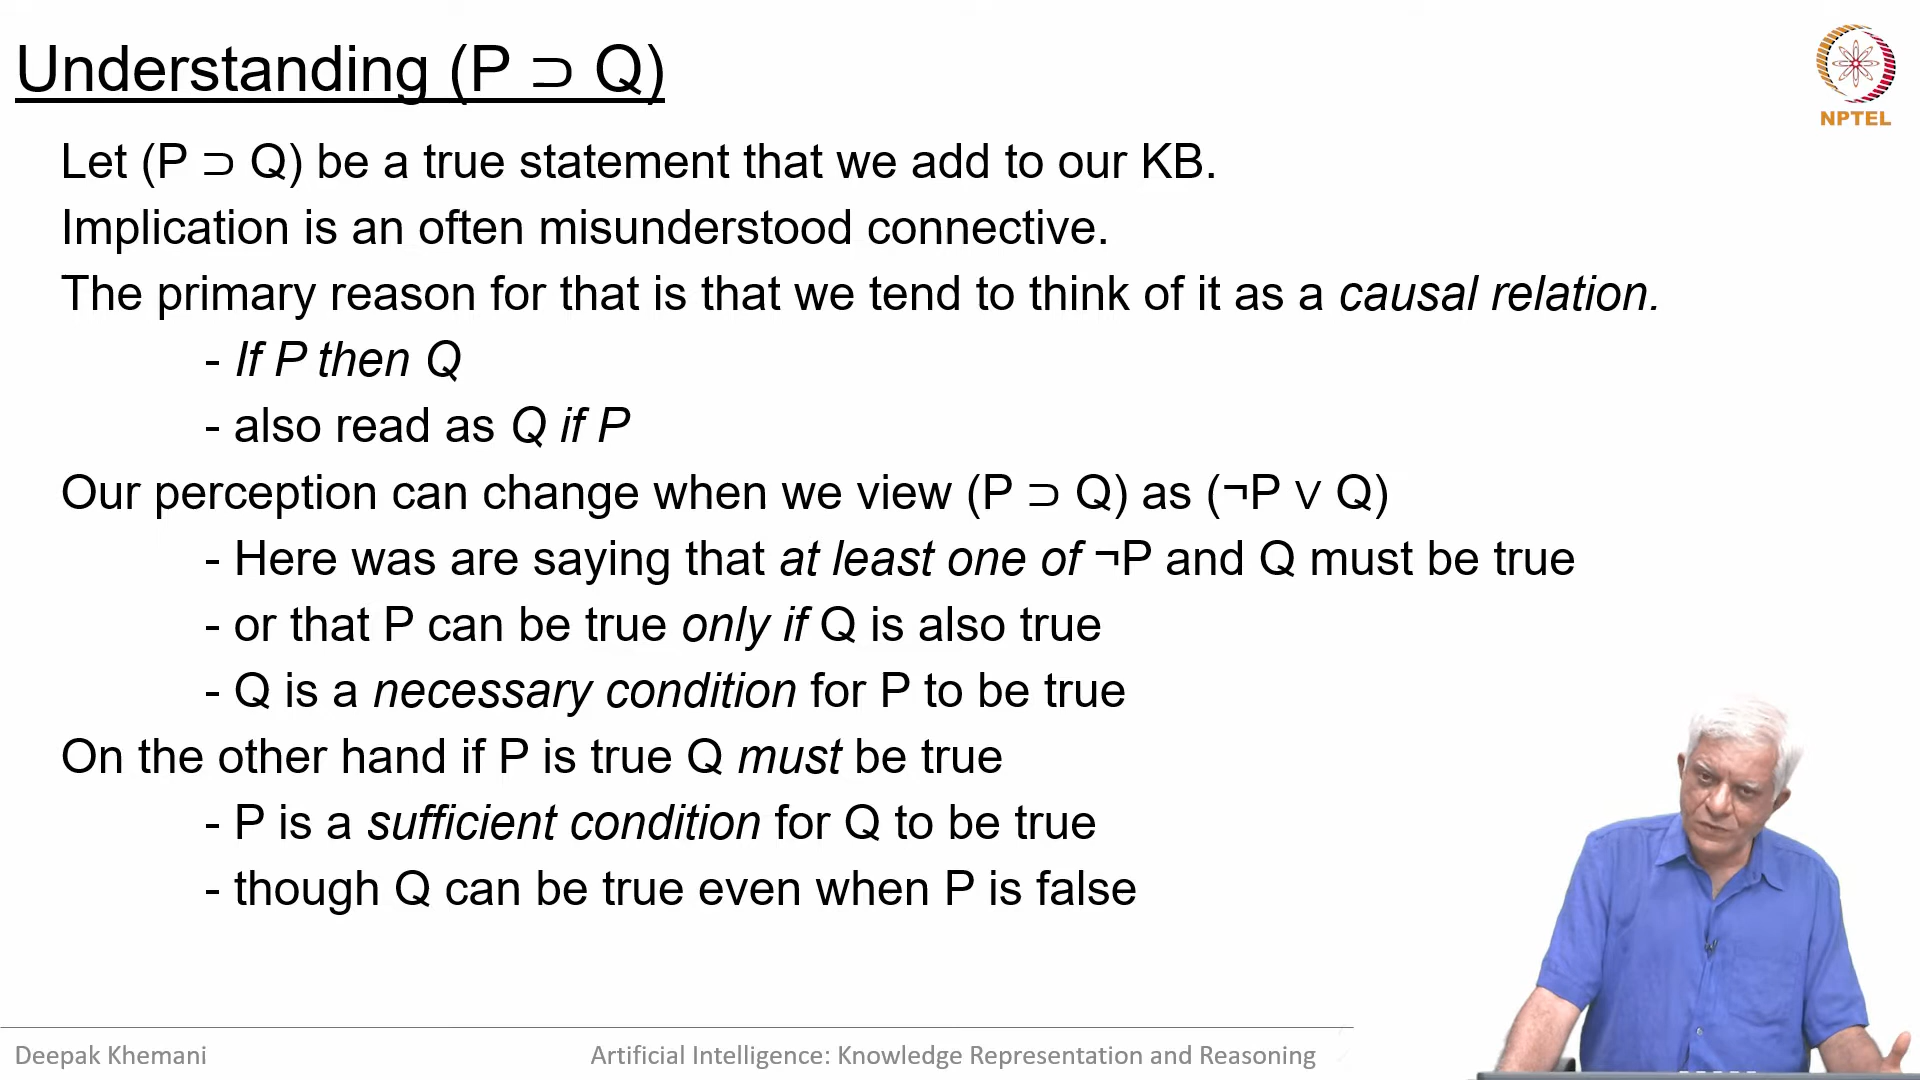 Understanding (P ⊃ Q)
NPTEL
Let (P ⊃ Q) be a true statement that we add to our KB.
Implication is an often misunderstood connective.
The primary reason for that is that we tend to think of it as a causal relation.
- If P then Q
- also read as Q if P
Our perception can change when we view (P ⊃ Q) as (¬P ∨ Q)
- Here was are saying that at least one of ¬P and Q must be true
- or that P can be true only if Q is also true
- Q is a necessary condition for P to be true
On the other hand if P is true Q must be true
- P is a sufficient condition for Q to be true
- though Q can be true even when P is false
Deepak Khemani
Artificial Intelligence: Knowledge Representation and Reasoning